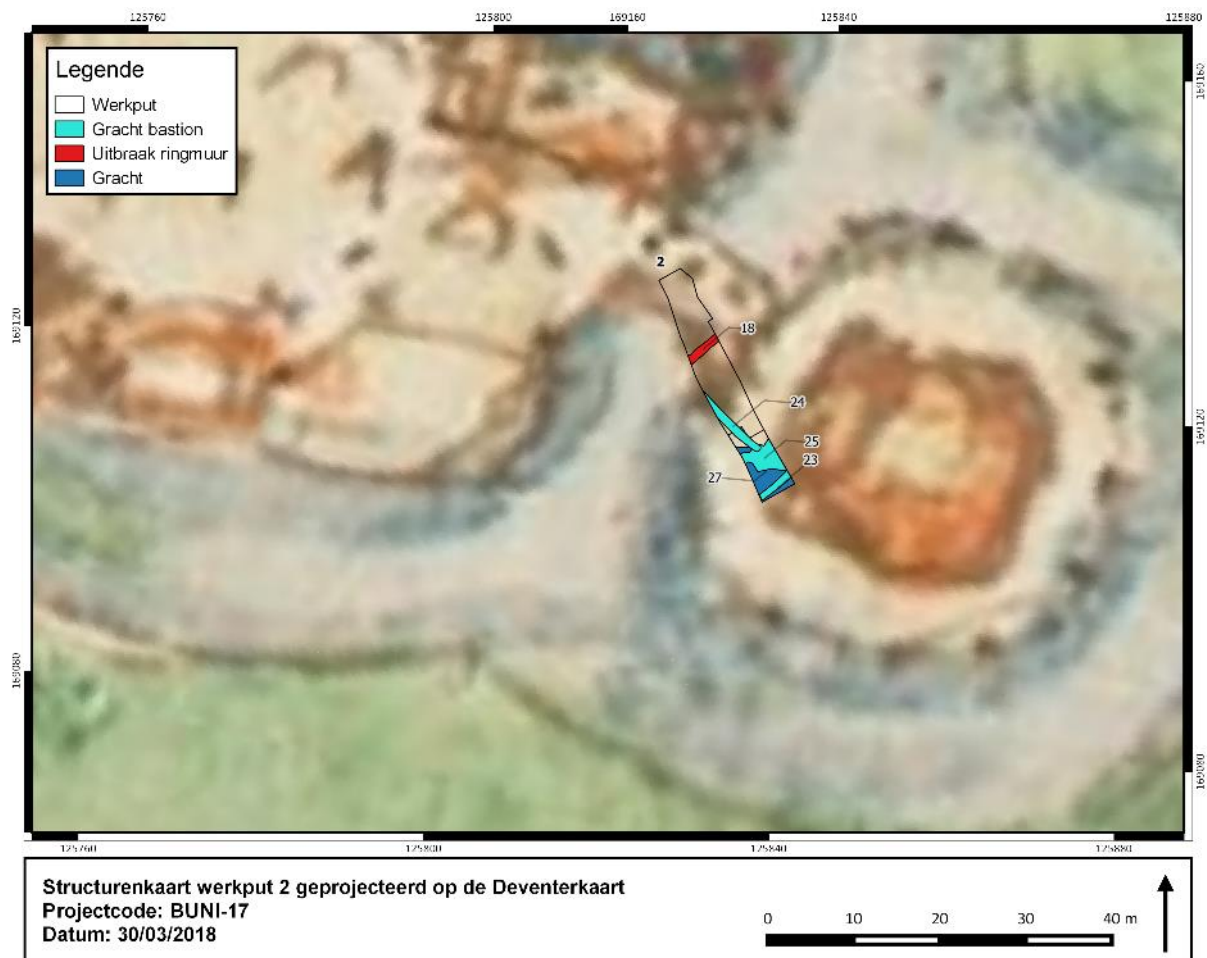 125760
125800
169160
125840
125880
Legende
Werkput
Gracht bastion
Uitbraak ringmuur
Gracht
169160
2
169120
18
24
169120
25
23
27
169080
169080
125760
125800
125840
125880
Structurenkaart werkput 2 geprojecteerd op de Deventerkaart
Projectcode: BUNI-17
Datum: 30/03/2018
0 10 20 30 40 m